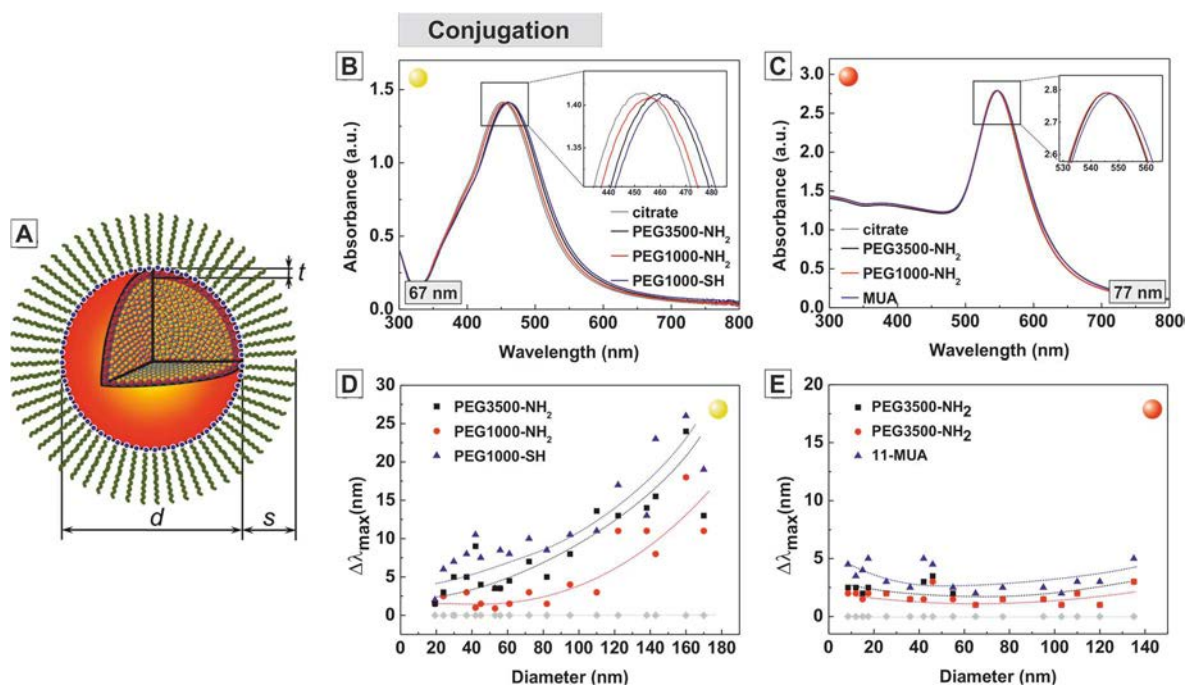 Conjugation
A
t
d
s
B
Absorbance (a.u.)
1.5
1.0
0.5
0.0
300 400 500 600 700 800
Wavelength (nm)
1.40
1.35
440 450 460 470 480
citrate
PEG3500-NH2
PEG1000-NH2
PEG1000-SH
67 nm
C
Absorbance (a.u.)
3.0
2.5
2.0
1.5
1.0
0.5
0.0
300 400 500 600 700 800
Wavelength (nm)
2.8
2.7
2.6
530 540 550 560
citrate
PEG3500-NH2
PEG1000-NH2
MUA
77 nm
D
Δλmax(nm)
30
25
20
15
10
5
0
0 20 40 60 80 100 120 140 160 180
Diameter (nm)
PEG3500-NH2
PEG1000-NH2
PEG1000-SH
E
Δλmax(nm)
20
15
10
5
0
0 20 40 60 80 100 120 140
Diameter (nm)
PEG3500-NH2
PEG3500-NH2
11-MUA